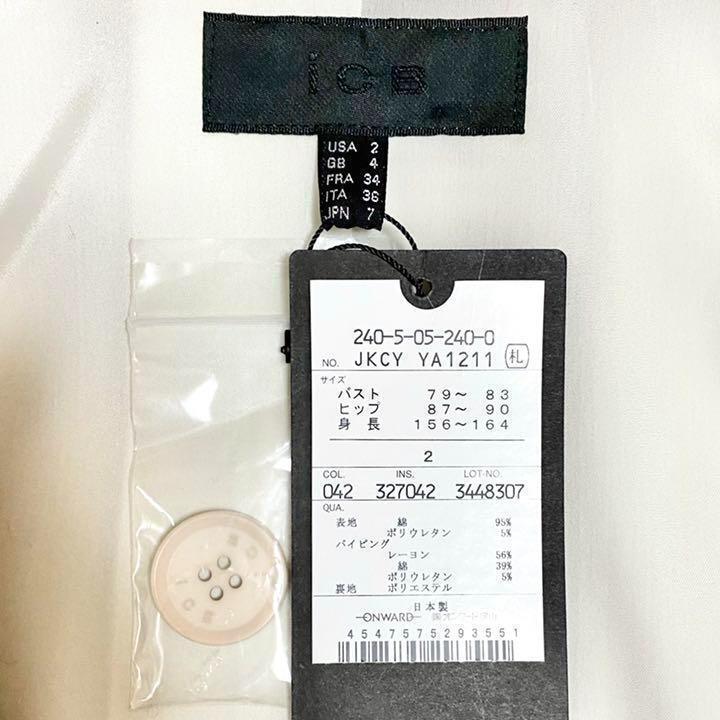 iCB
USA 2
GB 4
FRA 34
ITA 36
JPN 7
240-5-05-240-0
NO. JKCY YA1211 札
サイズ
バスト 79〜 83
ヒップ 87〜 90
身長 156〜164
2
COL. INS. LOT-NO.
042 327042 3448307
QUA.
表地 綿 95%
ポリウレタン 5%
パイピング
レーヨン 56%
綿 39%
ポリウレタン 5%
裏地 ポリエステル
日本製
ONWARD
4547575293551
iCB